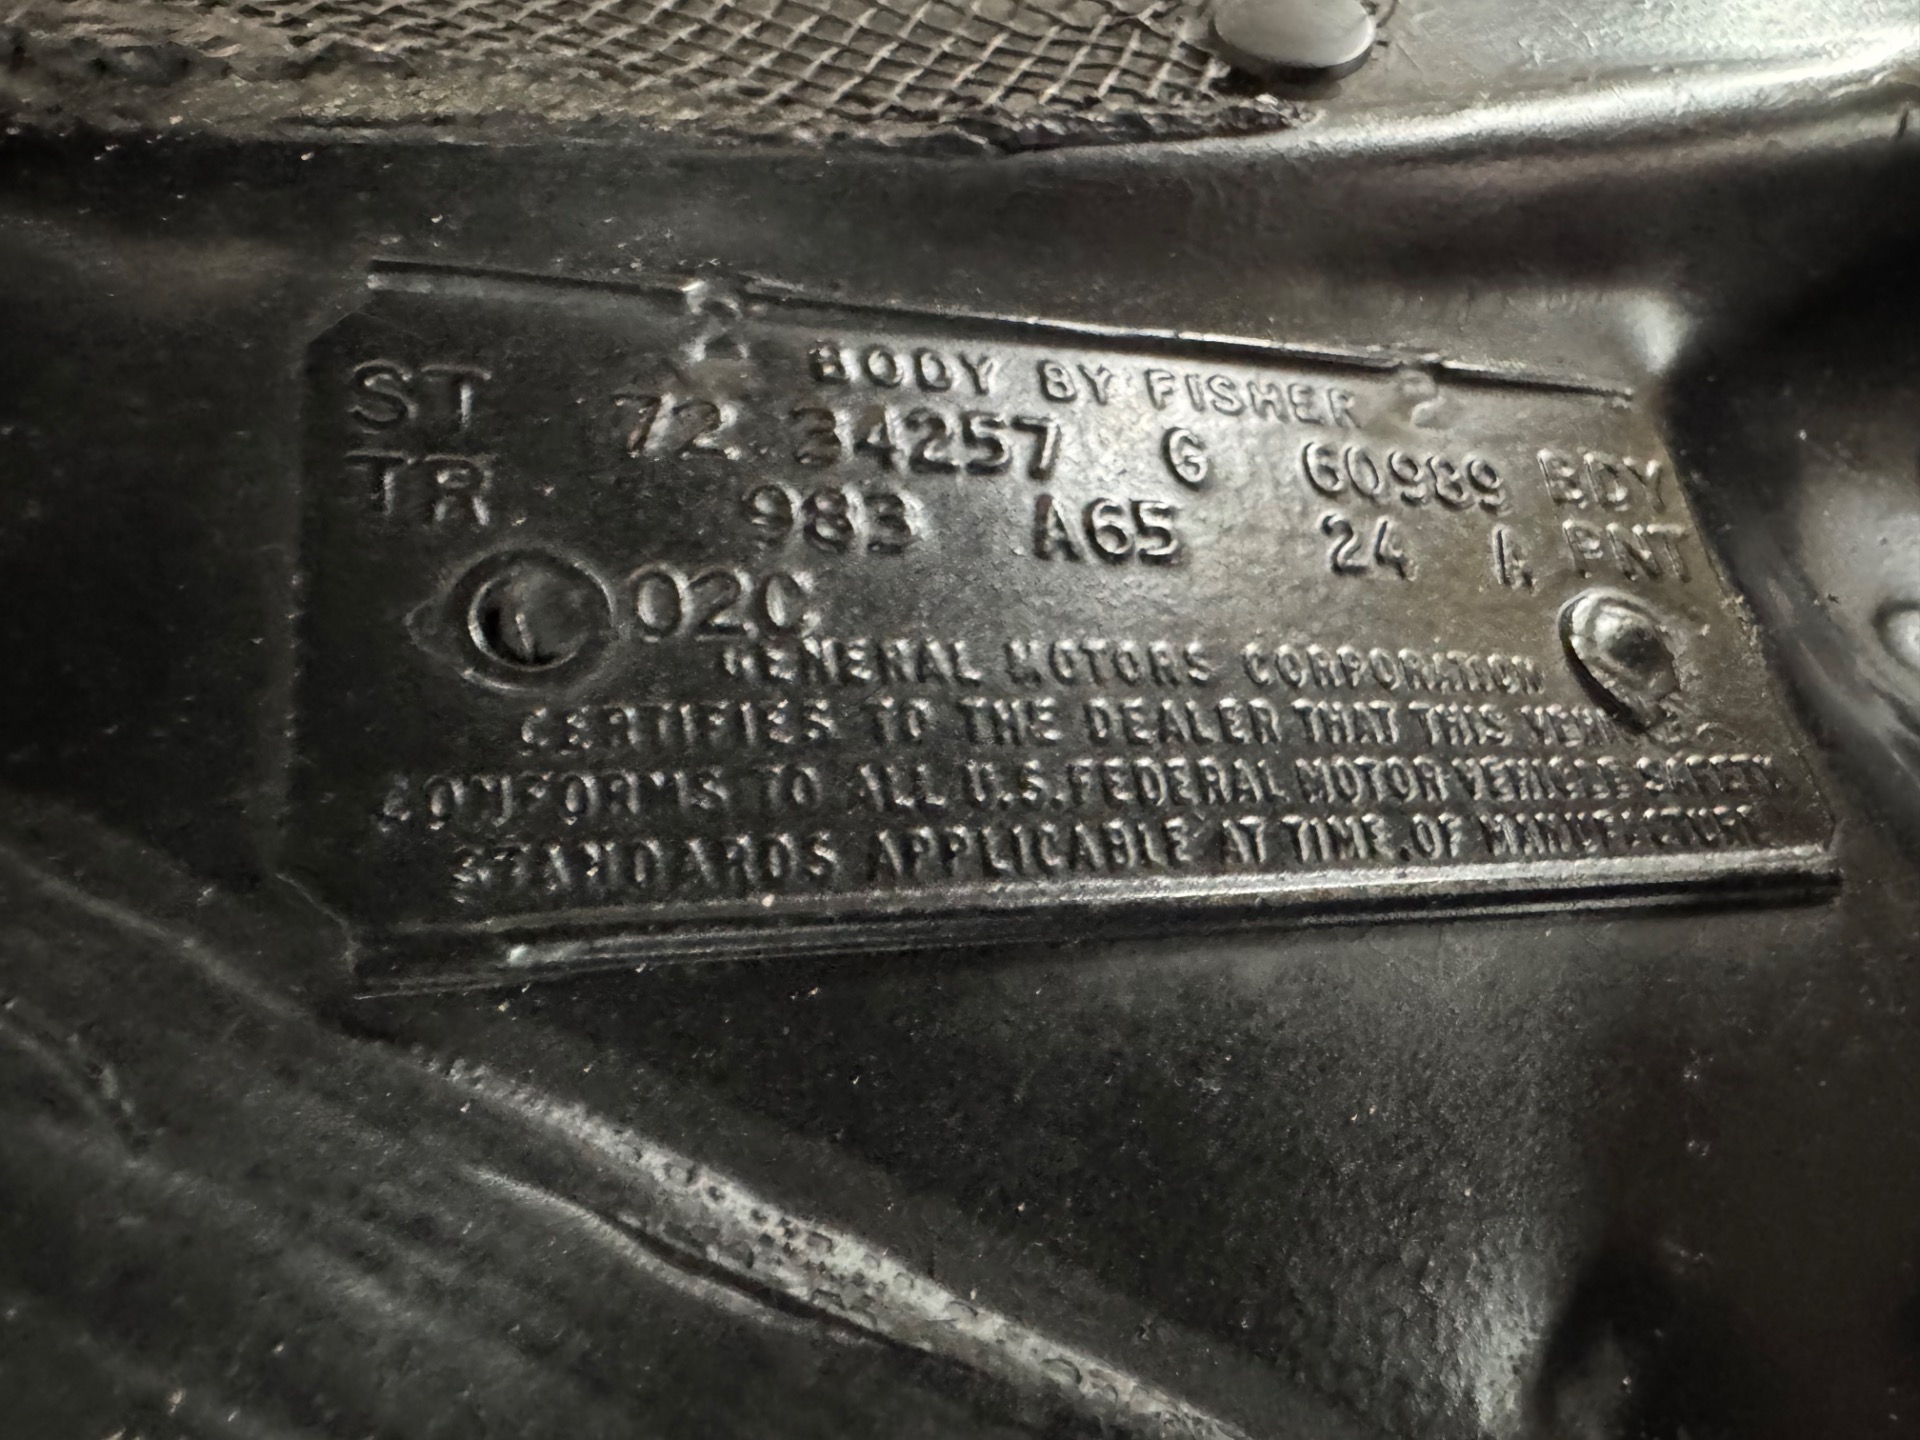 BODY BY FISHER
ST 72 34257 G 60989 BDY
TR 983 A65 24 A PNT
02C
GENERAL MOTORS CORPORATION
CERTIFIES TO THE DEALER THAT THIS VEHICLE
CONFORMS TO ALL U.S. FEDERAL MOTOR VEHICLE SAFETY
STANDARDS APPLICABLE AT TIME OF MANUFACTURE